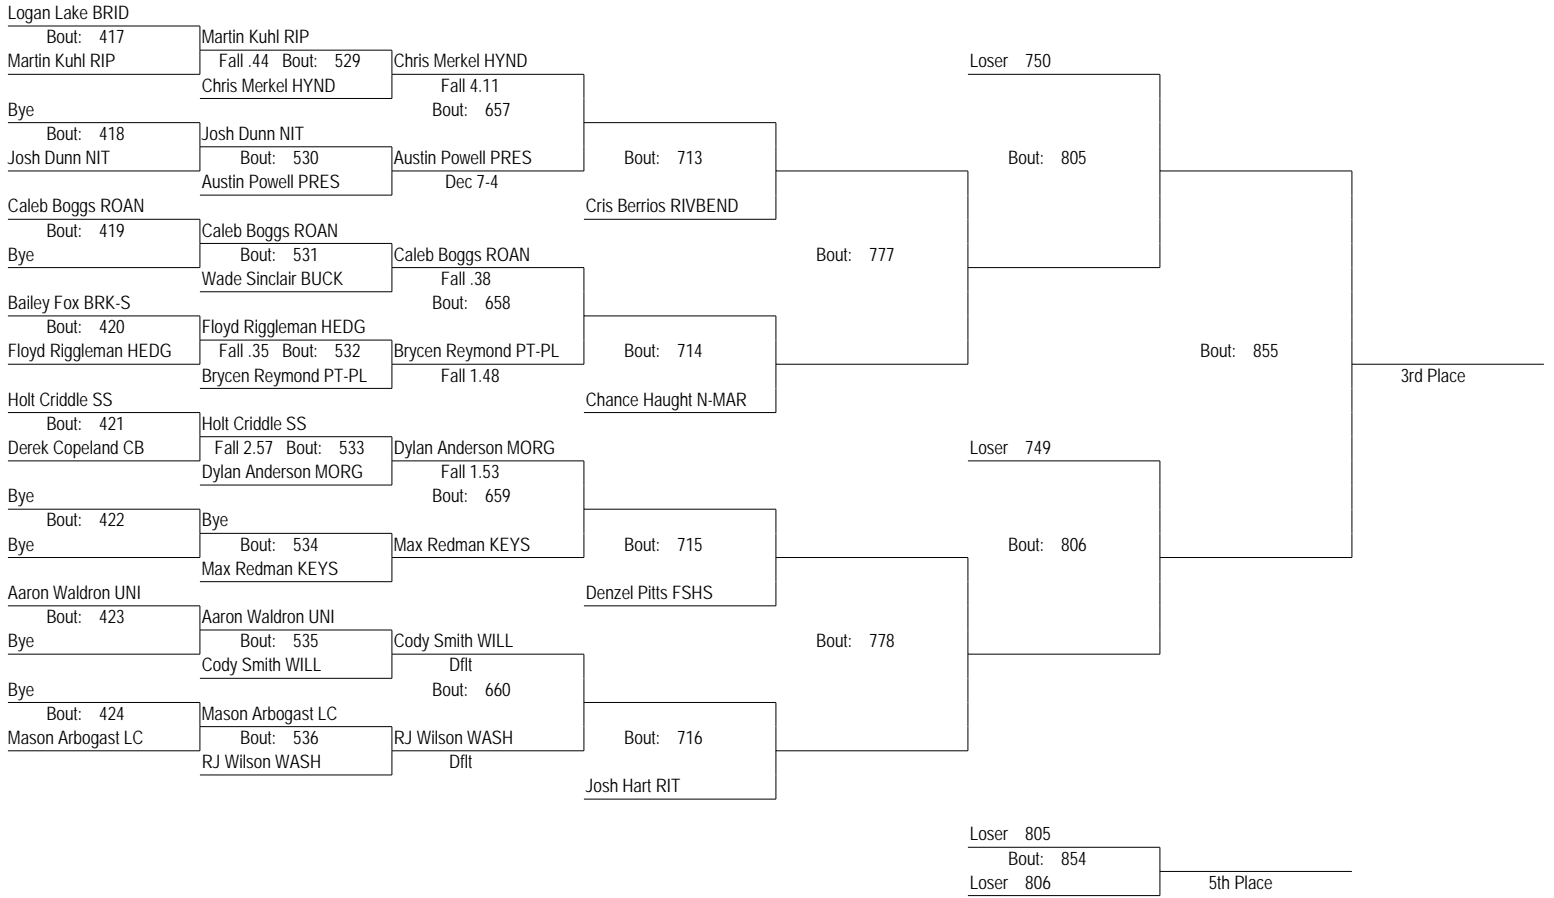 Logan Lake BRID
Bout: 417
Martin Kuhl RIP
Bye
Bout: 418
Josh Dunn NIT
Caleb Boggs ROAN
Bout: 419
Bye
Bailey Fox BRK-S
Bout: 420
Floyd Riggleman HEDG
Holt Criddle SS
Bout: 421
Derek Copeland CB
Bye
Bout: 422
Bye
Aaron Waldron UNI
Bout: 423
Bye
Bye
Bout: 424
Mason Arbogast LC
Martin Kuhl RIP
Fall .44 Bout: 529
Chris Merkel HYND
Josh Dunn NIT
Bout: 530
Austin Powell PRES
Caleb Boggs ROAN
Bout: 531
Wade Sinclair BUCK
Floyd Riggleman HEDG
Fall .35 Bout: 532
Brycen Reymond PT-PL
Holt Criddle SS
Fall 2.57 Bout: 533
Dylan Anderson MORG
Bye
Bout: 534
Max Redman KEYS
Aaron Waldron UNI
Bout: 535
Cody Smith WILL
Mason Arbogast LC
Bout: 536
RJ Wilson WASH
Chris Merkel HYND
Fall 4.11
Bout: 657
Austin Powell PRES
Dec 7-4
Caleb Boggs ROAN
Fall .38
Bout: 658
Brycen Reymond PT-PL
Fall 1.48
Dylan Anderson MORG
Fall 1.53
Bout: 659
Max Redman KEYS
Cody Smith WILL
Dflt
Bout: 660
RJ Wilson WASH
Dflt
Bout: 713
Cris Berrios RIVBEND
Bout: 714
Chance Haught N-MAR
Bout: 715
Denzel Pitts FSHS
Bout: 716
Josh Hart RIT
Bout: 777
Bout: 778
Loser 750
Bout: 805
Loser 749
Bout: 806
Bout: 855
3rd Place
Loser 805
Bout: 854
Loser 806
5th Place